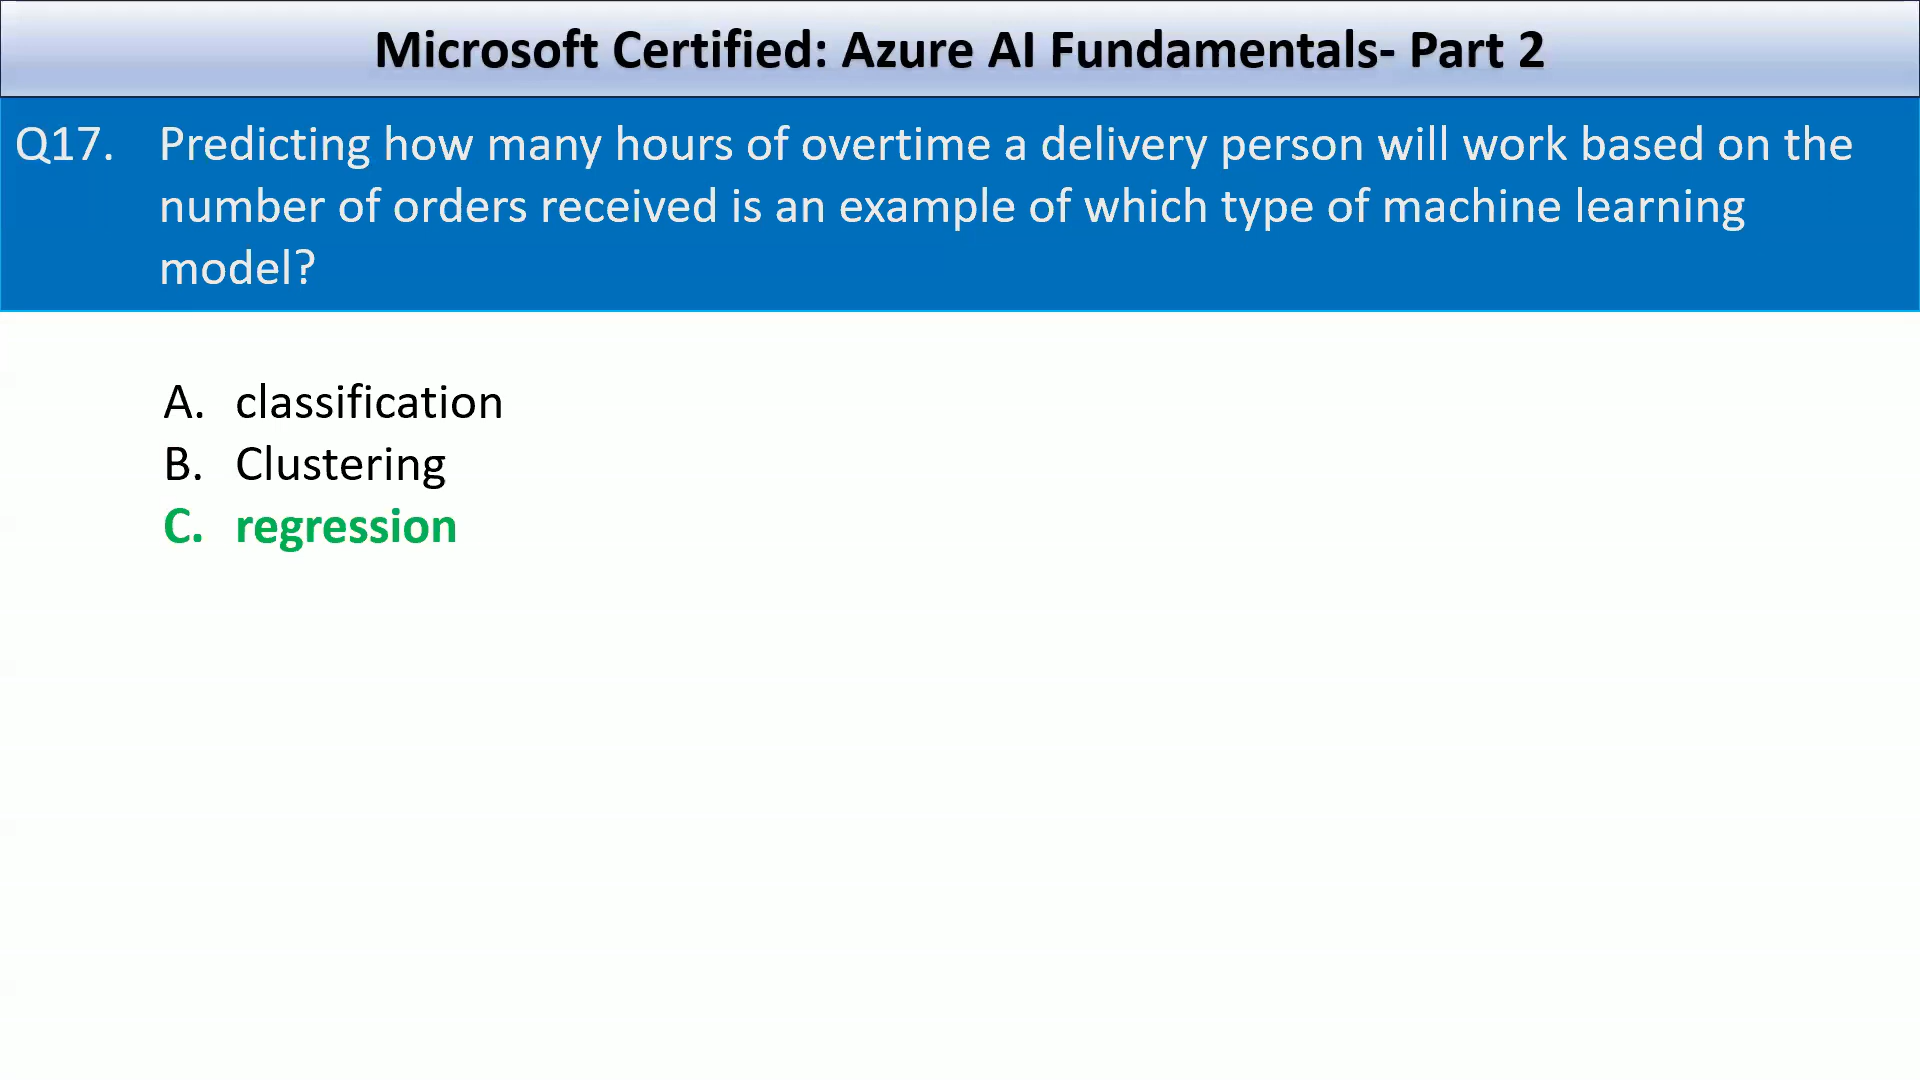 Microsoft Certified: Azure AI Fundamentals- Part 2
Q17. Predicting how many hours of overtime a delivery person will work based on the
number of orders received is an example of which type of machine learning
model?
A. classification
B. Clustering
C. regression